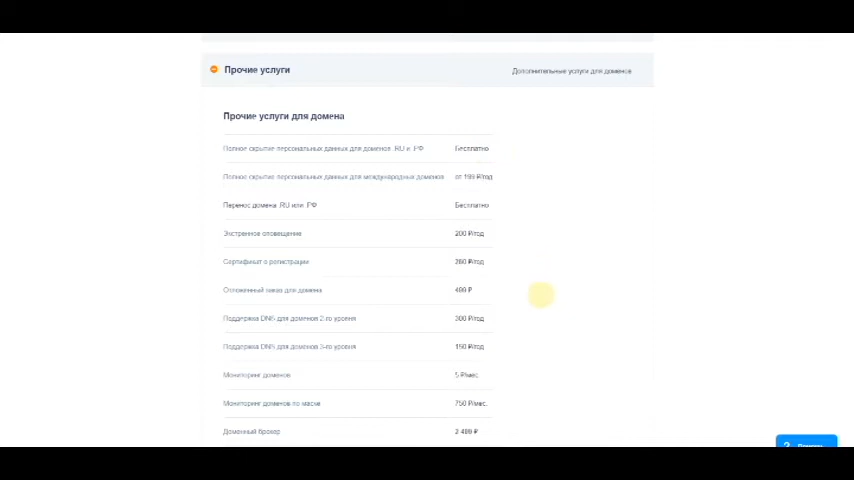 Прочие услуги
Дополнительные услуги для доменов
Прочие услуги для домена
Полное скрытие персональных данных для доменов .RU и .РФ Бесплатно
Полное скрытие персональных данных для международных доменов от 199 ₽/год
Перенос домена .RU или .РФ Бесплатно
Экстренное оповещение 200 ₽/год
Сертификат о регистрации 260 ₽/год
Отложенный заказ для домена 499 ₽
Поддержка DNS для доменов 2-го уровня 300 ₽/год
Поддержка DNS для доменов 3-го уровня 150 ₽/год
Мониторинг доменов 5 ₽/мес.
Мониторинг доменов по маске 750 ₽/мес.
Доменный брокер 2 499 ₽
?